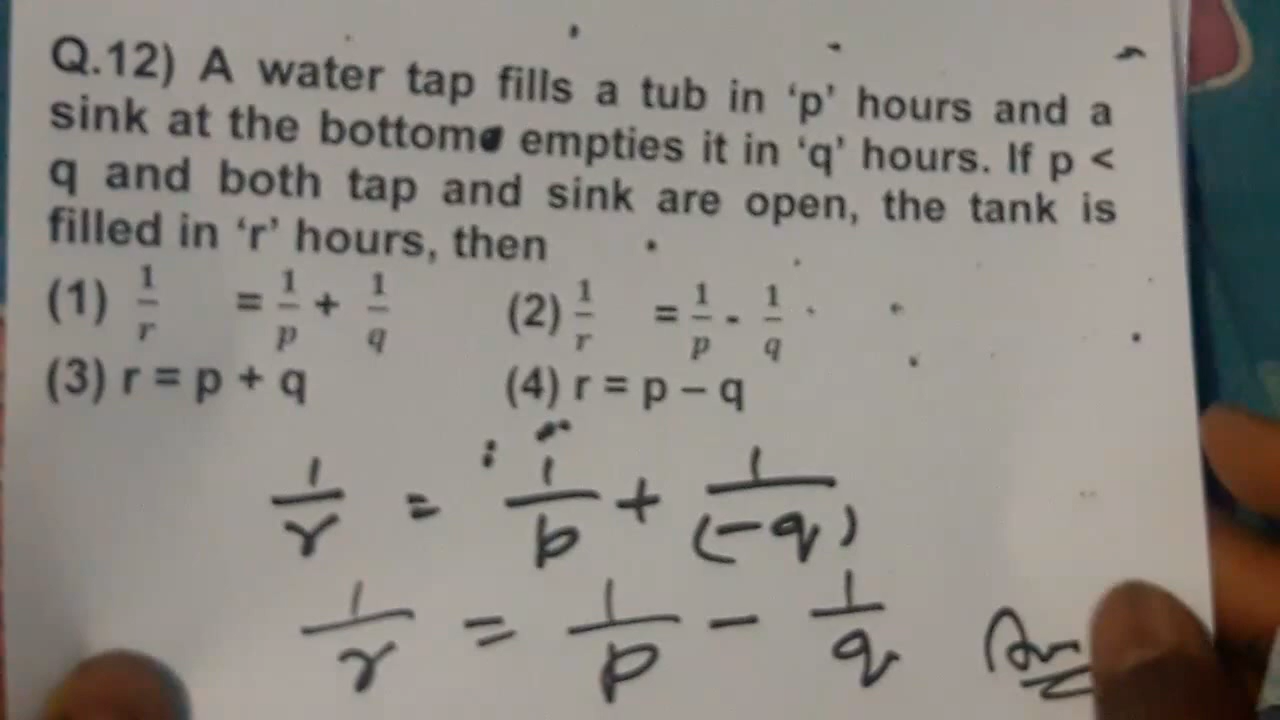 Q.12) A water tap fills a tub in ‘p’ hours and a
sink at the bottom empties it in ‘q’ hours. If p <
q and both tap and sink are open, the tank is
filled in ‘r’ hours, then
(1) 1/r = 1/p + 1/q (2) 1/r = 1/p - 1/q
(3) r = p + q (4) r = p – q
1/r = 1/p + 1/(-q)
1/r = 1/p - 1/q Ans